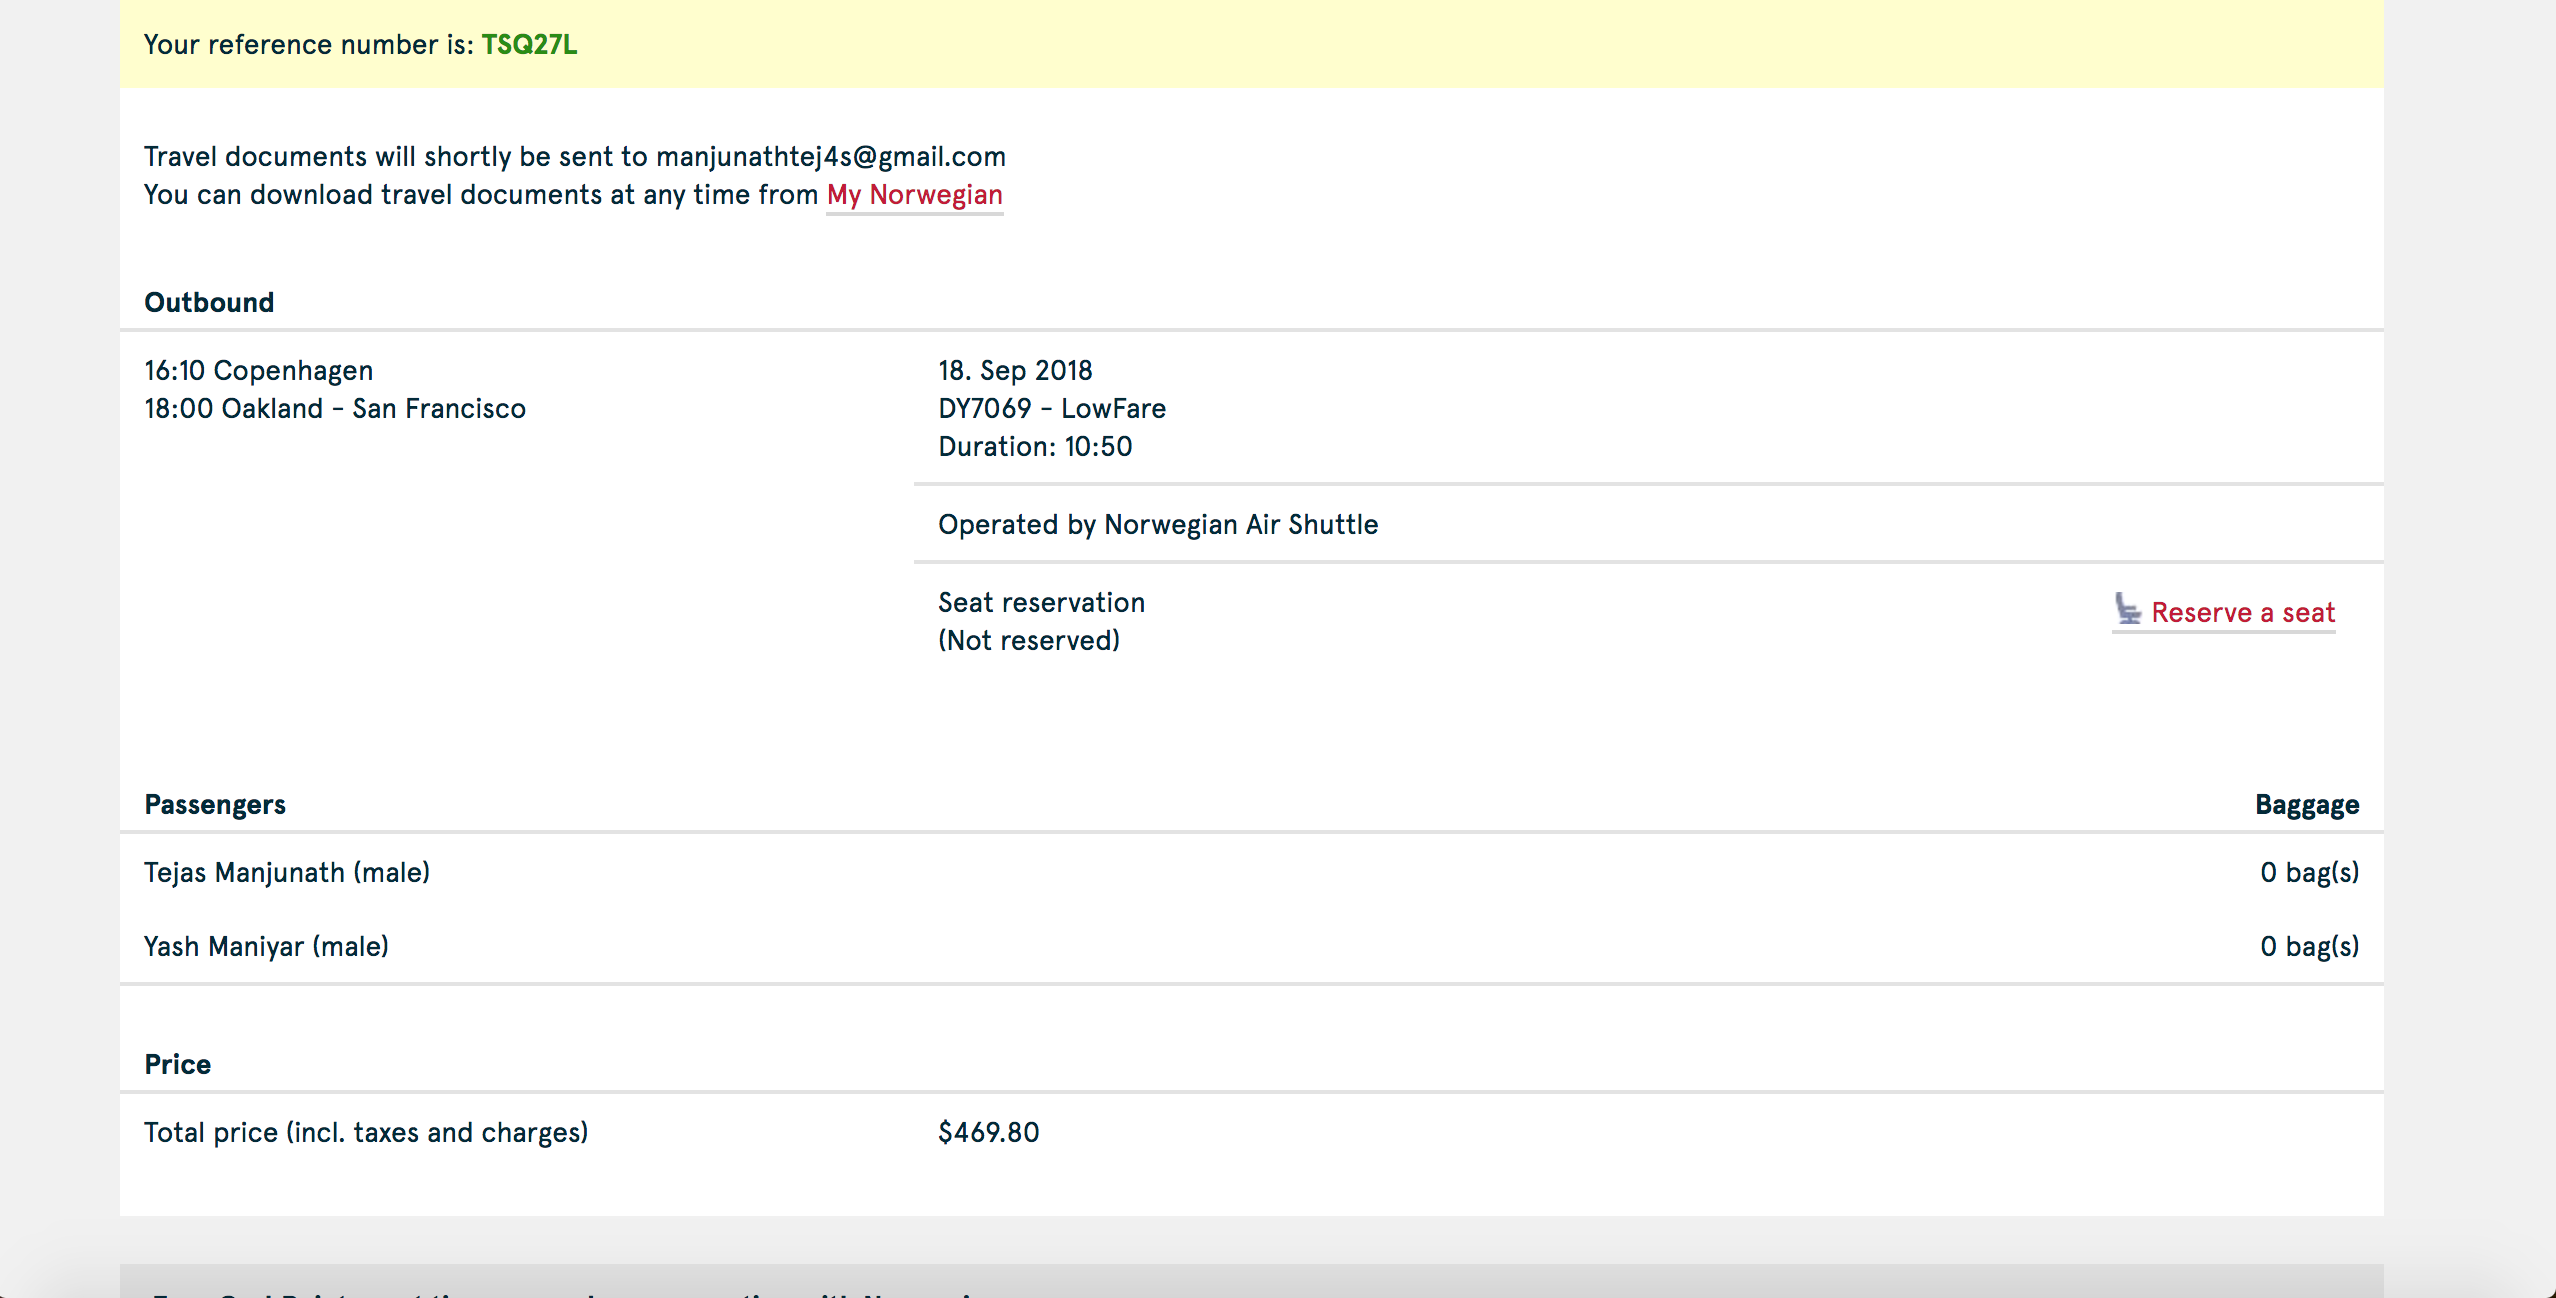 Your reference number is: TSQ27L
Travel documents will shortly be sent to manjunathtej4s@gmail.com
You can download travel documents at any time from My Norwegian
Outbound
16:10 Copenhagen
18:00 Oakland - San Francisco
18. Sep 2018
DY7069 - LowFare
Duration: 10:50
Operated by Norwegian Air Shuttle
Seat reservation
(Not reserved)
Reserve a seat
Passengers Baggage
Tejas Manjunath (male) 0 bag(s)
Yash Maniyar (male) 0 bag(s)
Price
Total price (incl. taxes and charges) $469.80